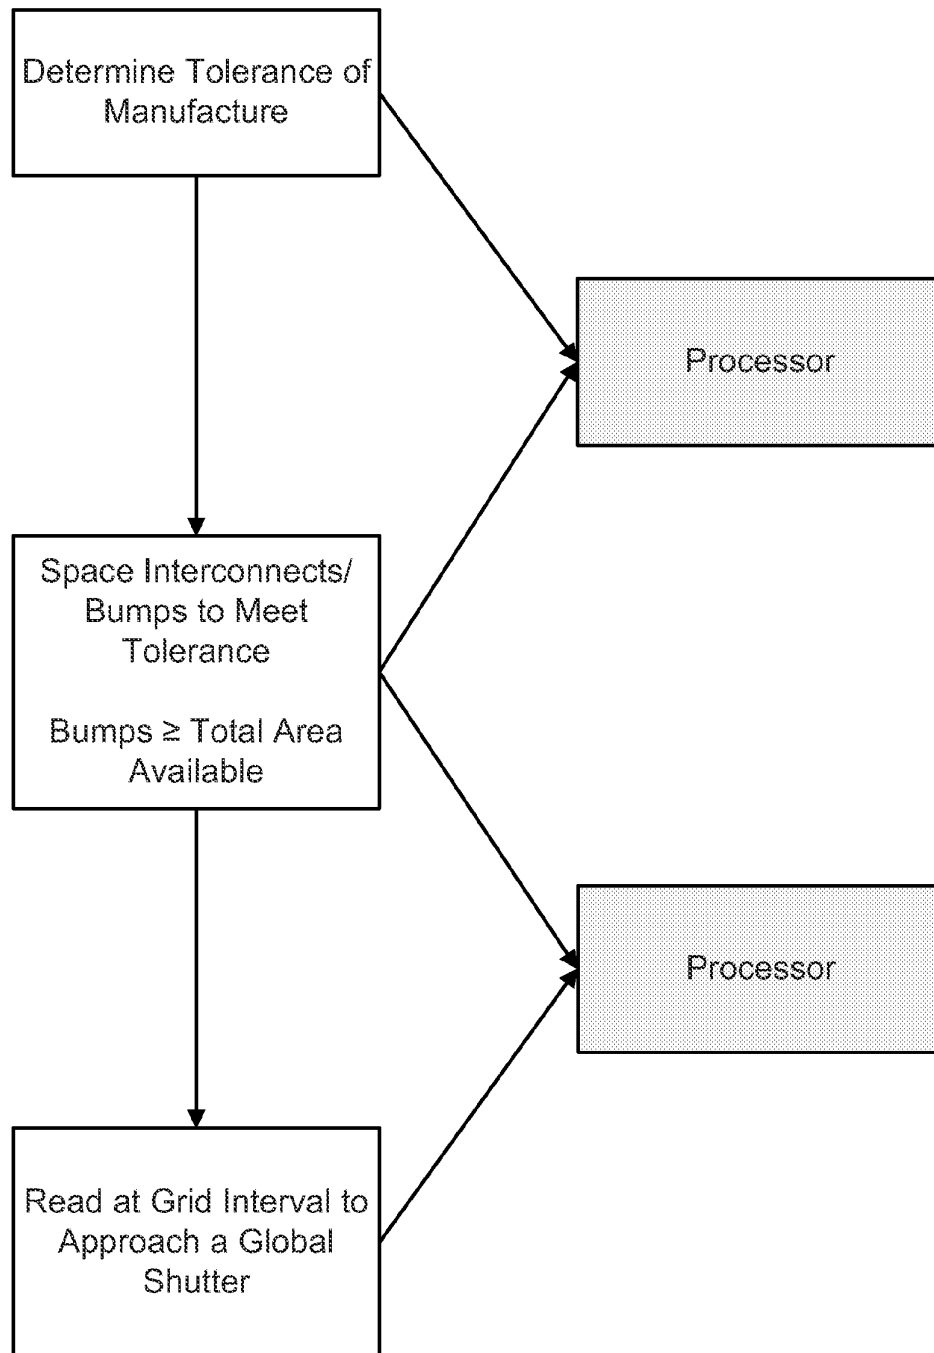 Determine Tolerance of
Manufacture
Processor
Space Interconnects/
Bumps to Meet
Tolerance
Bumps ≥ Total Area
Available
Processor
Read at Grid Interval to
Approach a Global
Shutter